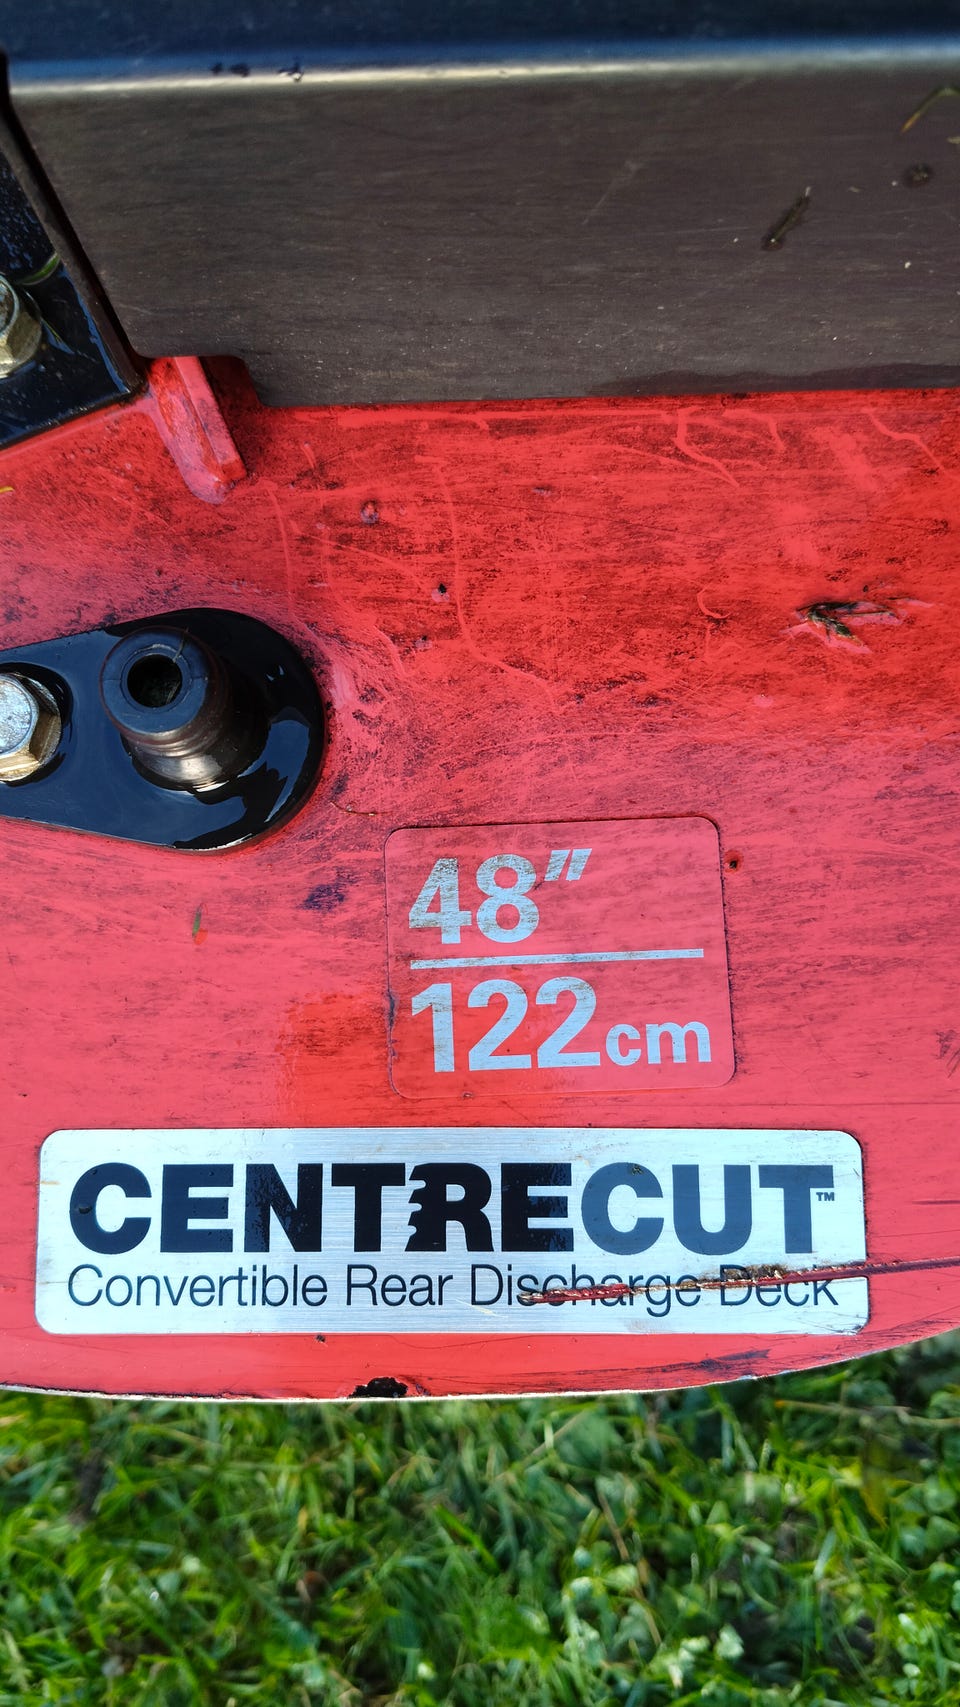 48"
122cm
CENTRECUT™
Convertible Rear Discharge Deck